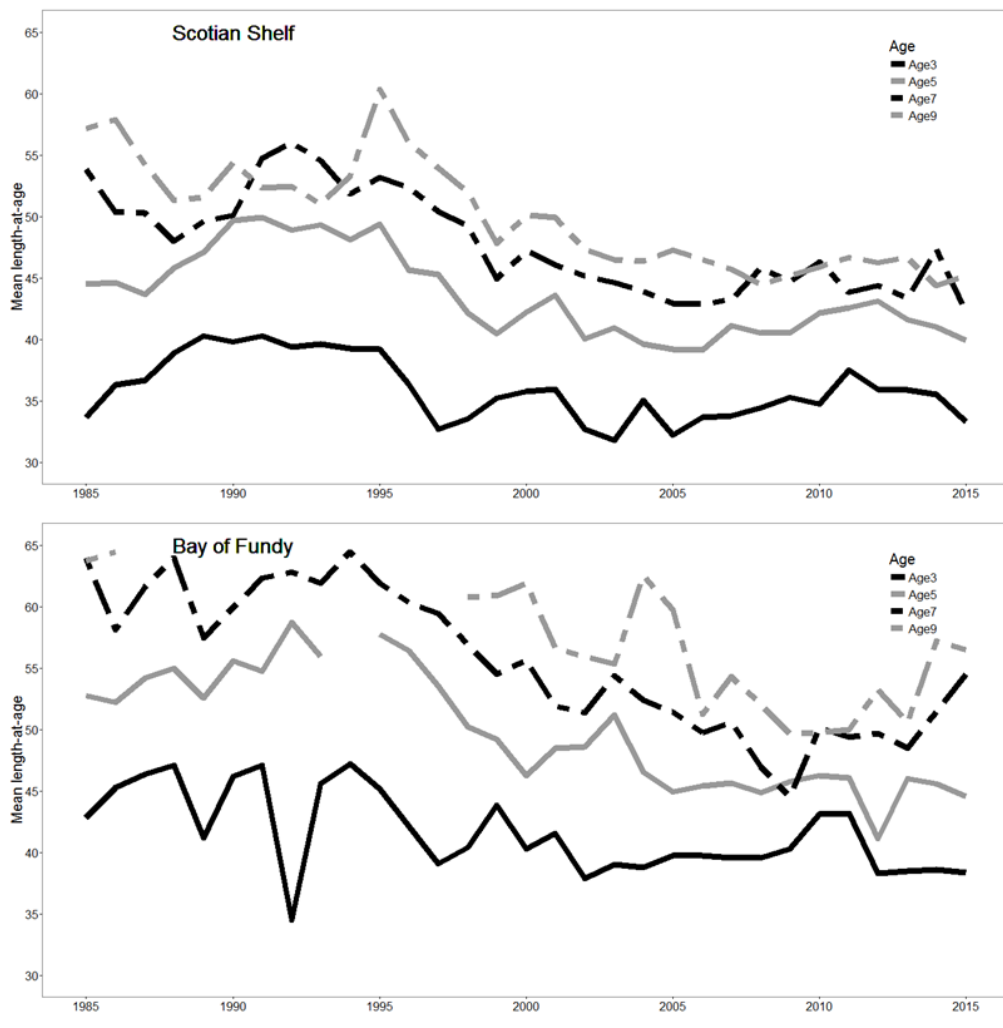 Scotian Shelf
Age
Age3
Age5
Age7
Age9
Mean length-at-age
65
60
55
50
45
40
35
30
1985 1990 1995 2000 2005 2010 2015
Bay of Fundy
Age
Age3
Age5
Age7
Age9
Mean length-at-age
65
60
55
50
45
40
35
30
1985 1990 1995 2000 2005 2010 2015